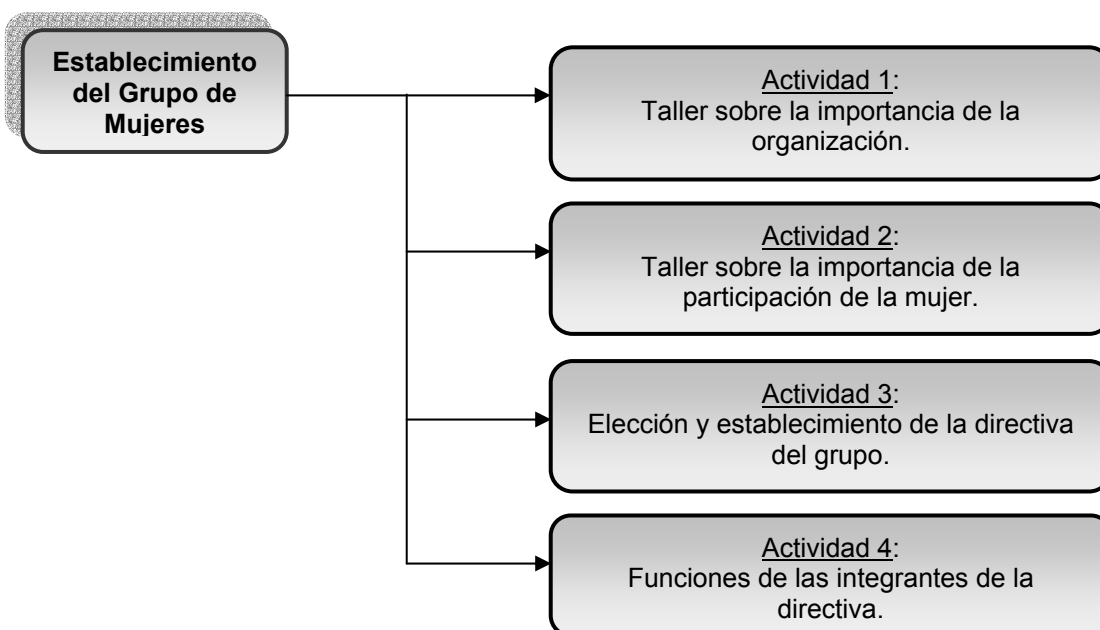 Establecimiento
del Grupo de
Mujeres
Actividad 1:
Taller sobre la importancia de la
organización.
Actividad 2:
Taller sobre la importancia de la
participación de la mujer.
Actividad 3:
Elección y establecimiento de la directiva
del grupo.
Actividad 4:
Funciones de las integrantes de la
directiva.